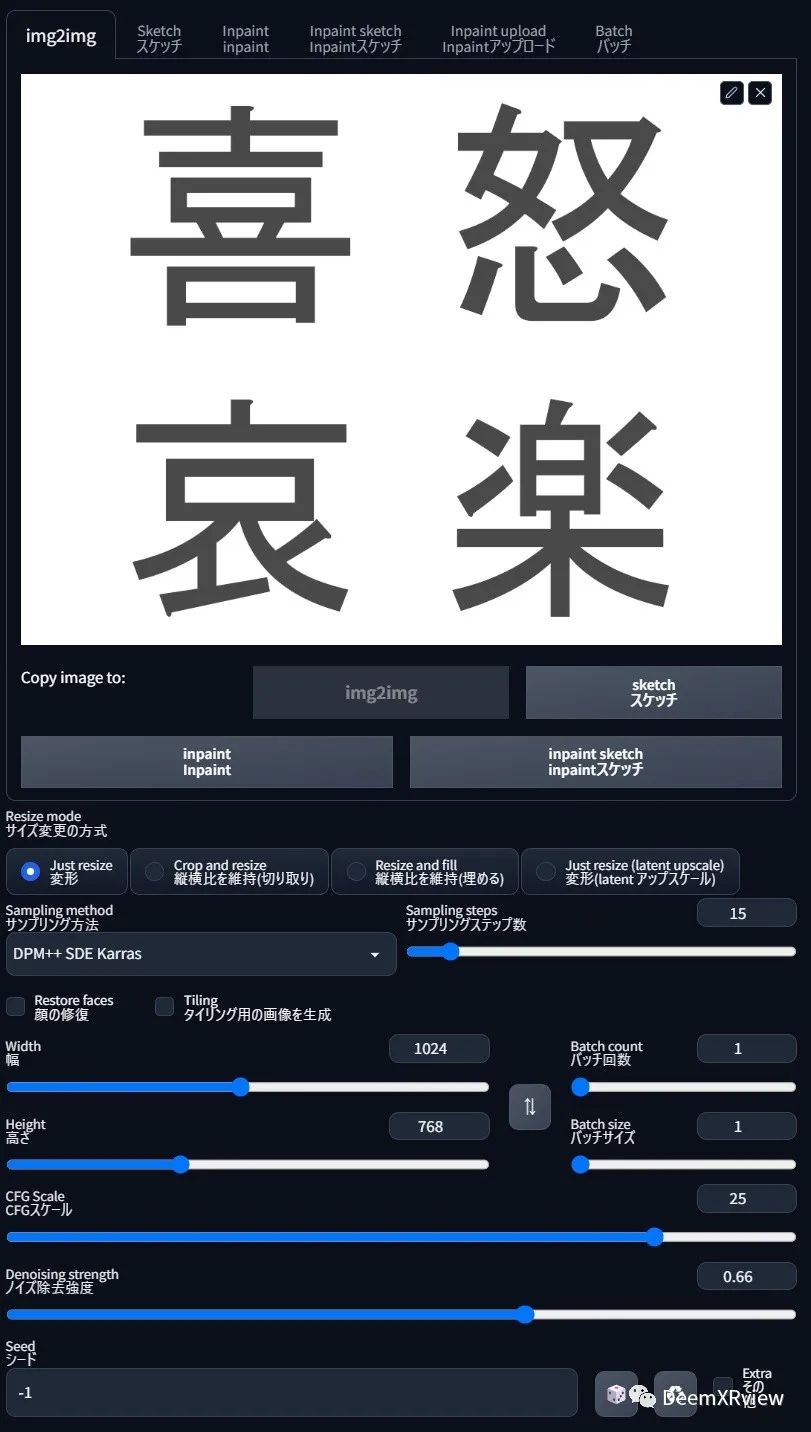 img2img
Sketch
スケッチ
Inpaint
inpaint
Inpaint sketch
Inpaintスケッチ
Inpaint upload
Inpaintアップロード
Batch
バッチ
喜 怒
哀 楽
Copy image to:
img2img
sketch
スケッチ
inpaint
Inpaint
inpaint sketch
inpaintスケッチ
Resize mode
サイズ変更の方式
Just resize
変形
Crop and resize
縦横比を維持(切り取り)
Resize and fill
縦横比を維持(埋める)
Just resize (latent upscale)
変形(latent アップスケール)
Sampling method
サンプリング方法
DPM++ SDE Karras
Sampling steps
サンプリングステップ数
15
Restore faces
顔の修復
Tiling
タイリング用の画像を生成
Width
幅
1024
Height
高さ
768
Batch count
バッチ回数
1
Batch size
バッチサイズ
1
CFG Scale
CFGスケール
25
Denoising strength
ノイズ除去強度
0.66
Seed
シード
-1
Extra
その他
DeemXRview